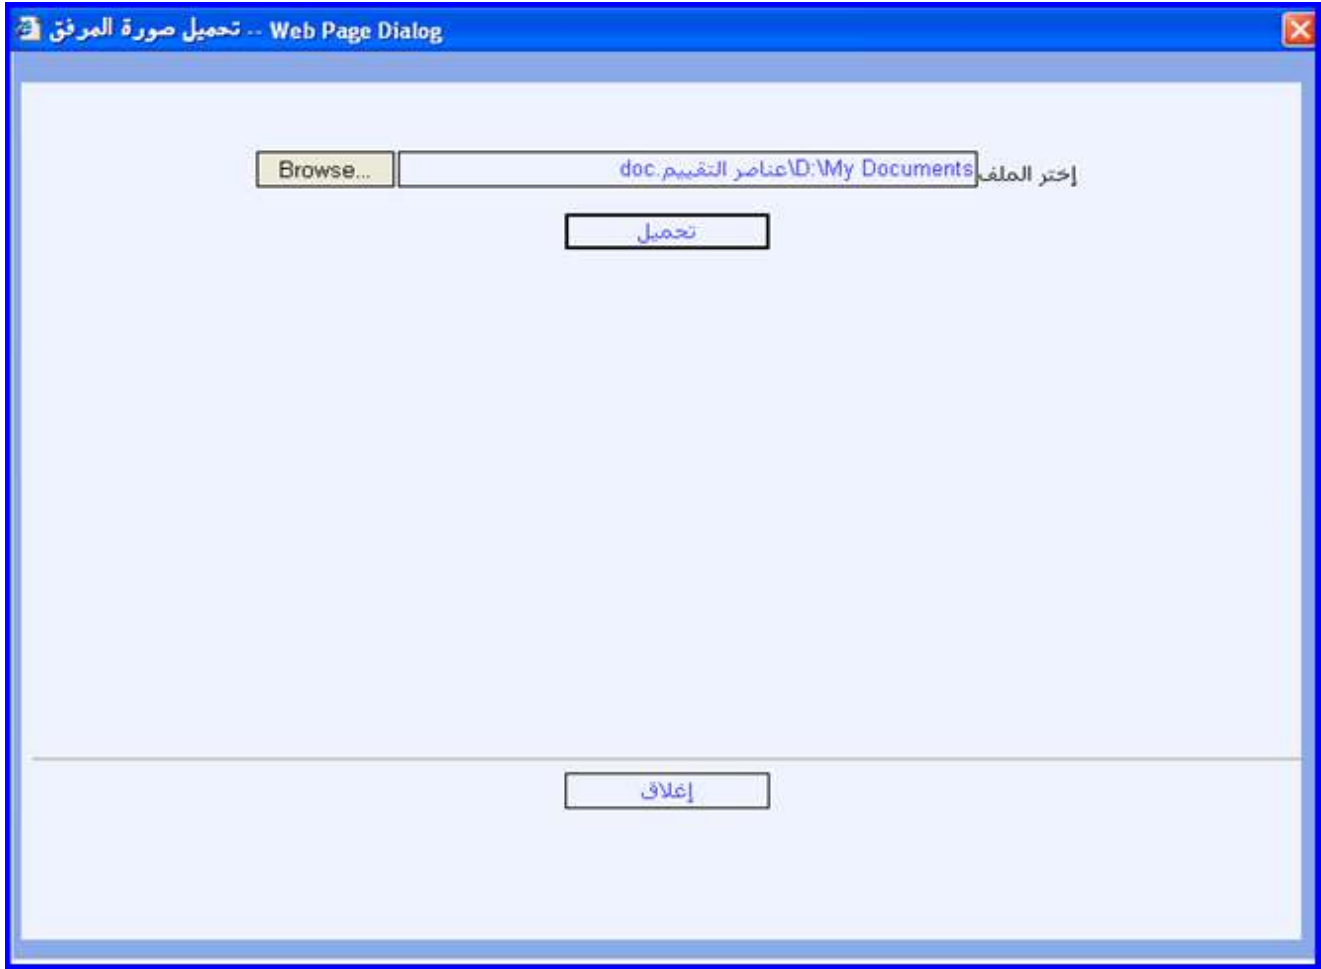 تحميل صورة المرفق -- Web Page Dialog
إختر الملف D:\My Documents\عناصر التقييم.doc Browse...
تحميل
إغلاق